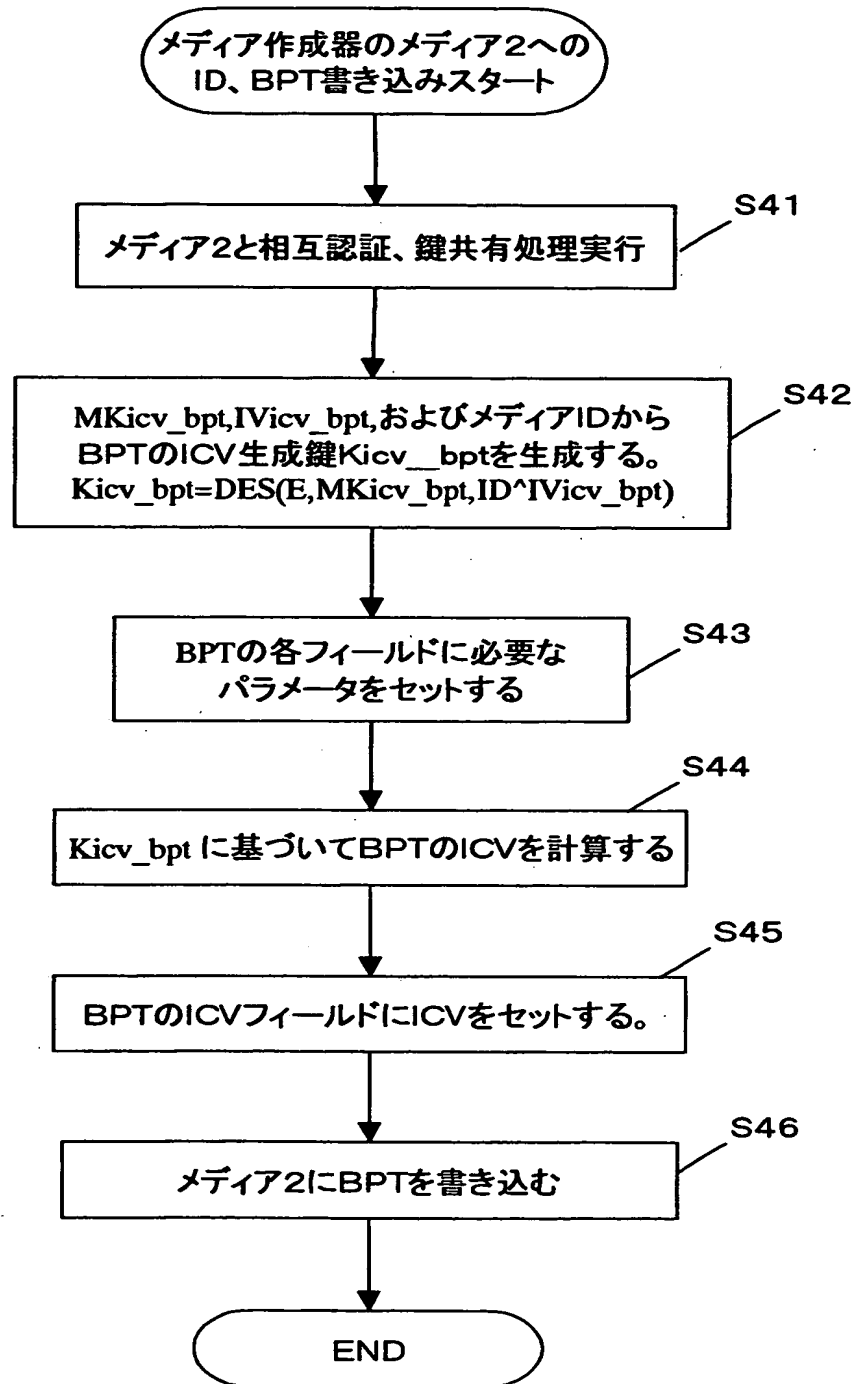 メディア作成器のメディア2への
ID、BPT書き込みスタート
S41
メディア2と相互認証、鍵共有処理実行
S42
MKicv_bpt,IVicv_bpt,およびメディアIDから
BPTのICV生成鍵Kicv__bptを生成する。
Kicv_bpt=DES(E,MKicv_bpt,ID^IVicv_bpt)
S43
BPTの各フィールドに必要な
パラメータをセットする
S44
Kicv_bpt に基づいてBPTのICVを計算する
S45
BPTのICVフィールドにICVをセットする。
S46
メディア2にBPTを書き込む
END